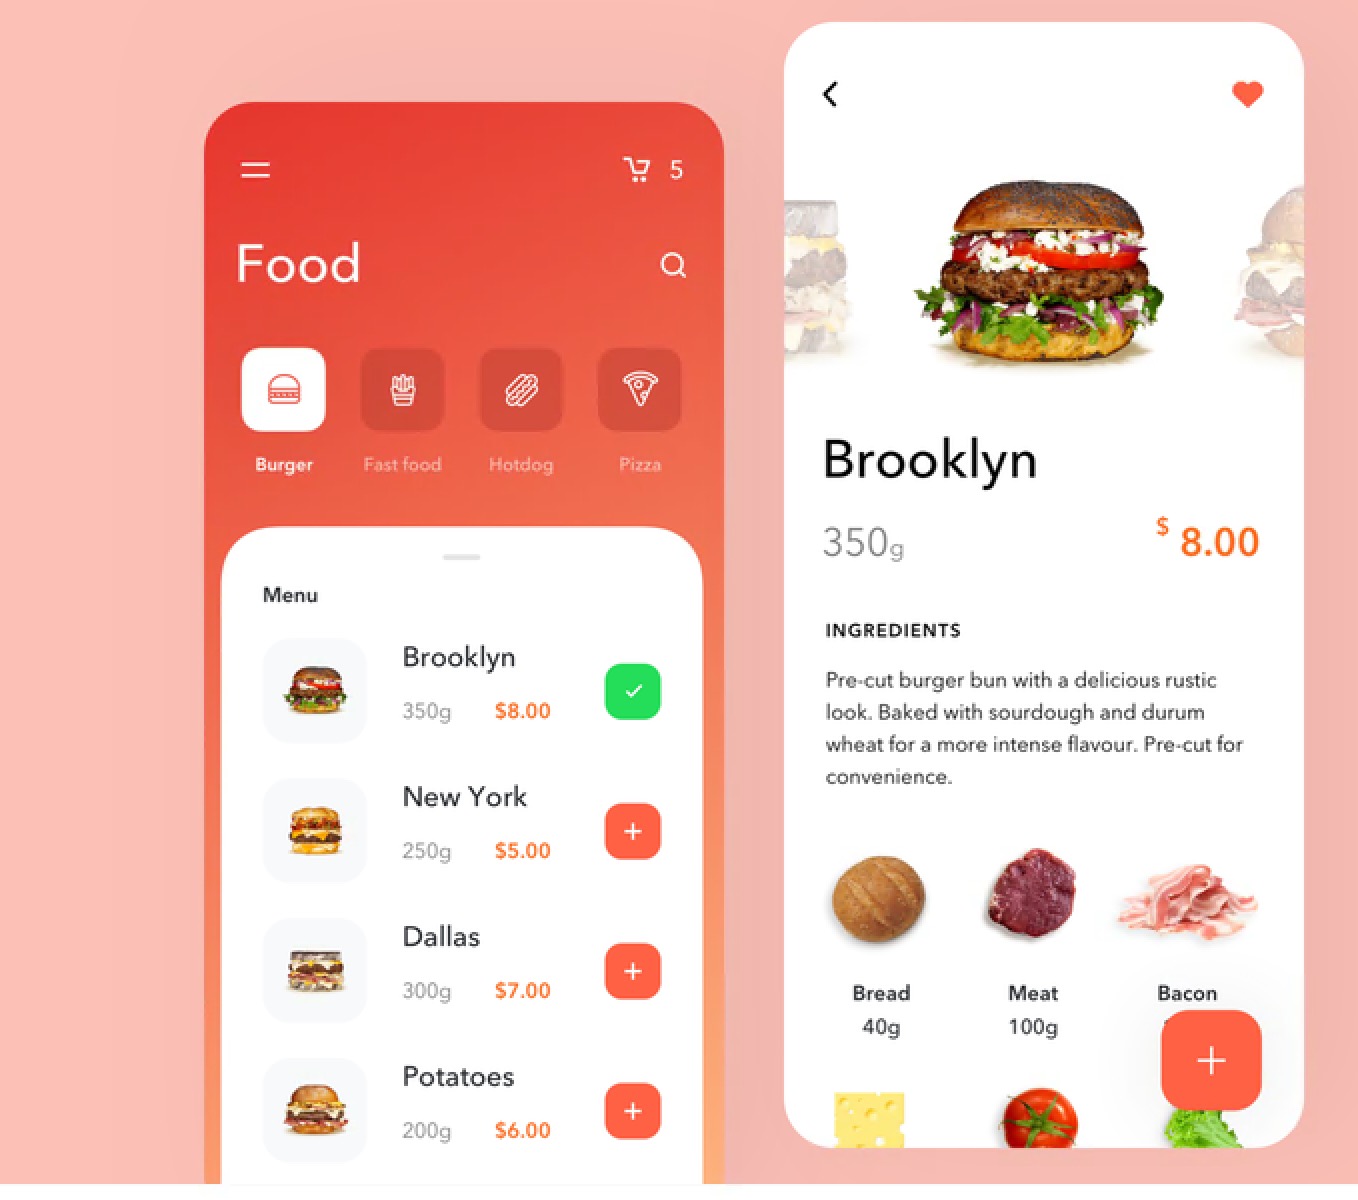 5
Food
Burger
Fast food
Hotdog
Pizza
Menu
Brooklyn
350g $8.00
New York
250g $5.00
Dallas
300g $7.00
Potatoes
200g $6.00
Brooklyn
350g $ 8.00
INGREDIENTS
Pre-cut burger bun with a delicious rustic
look. Baked with sourdough and durum
wheat for a more intense flavour. Pre-cut for
convenience.
Bread
40g
Meat
100g
Bacon